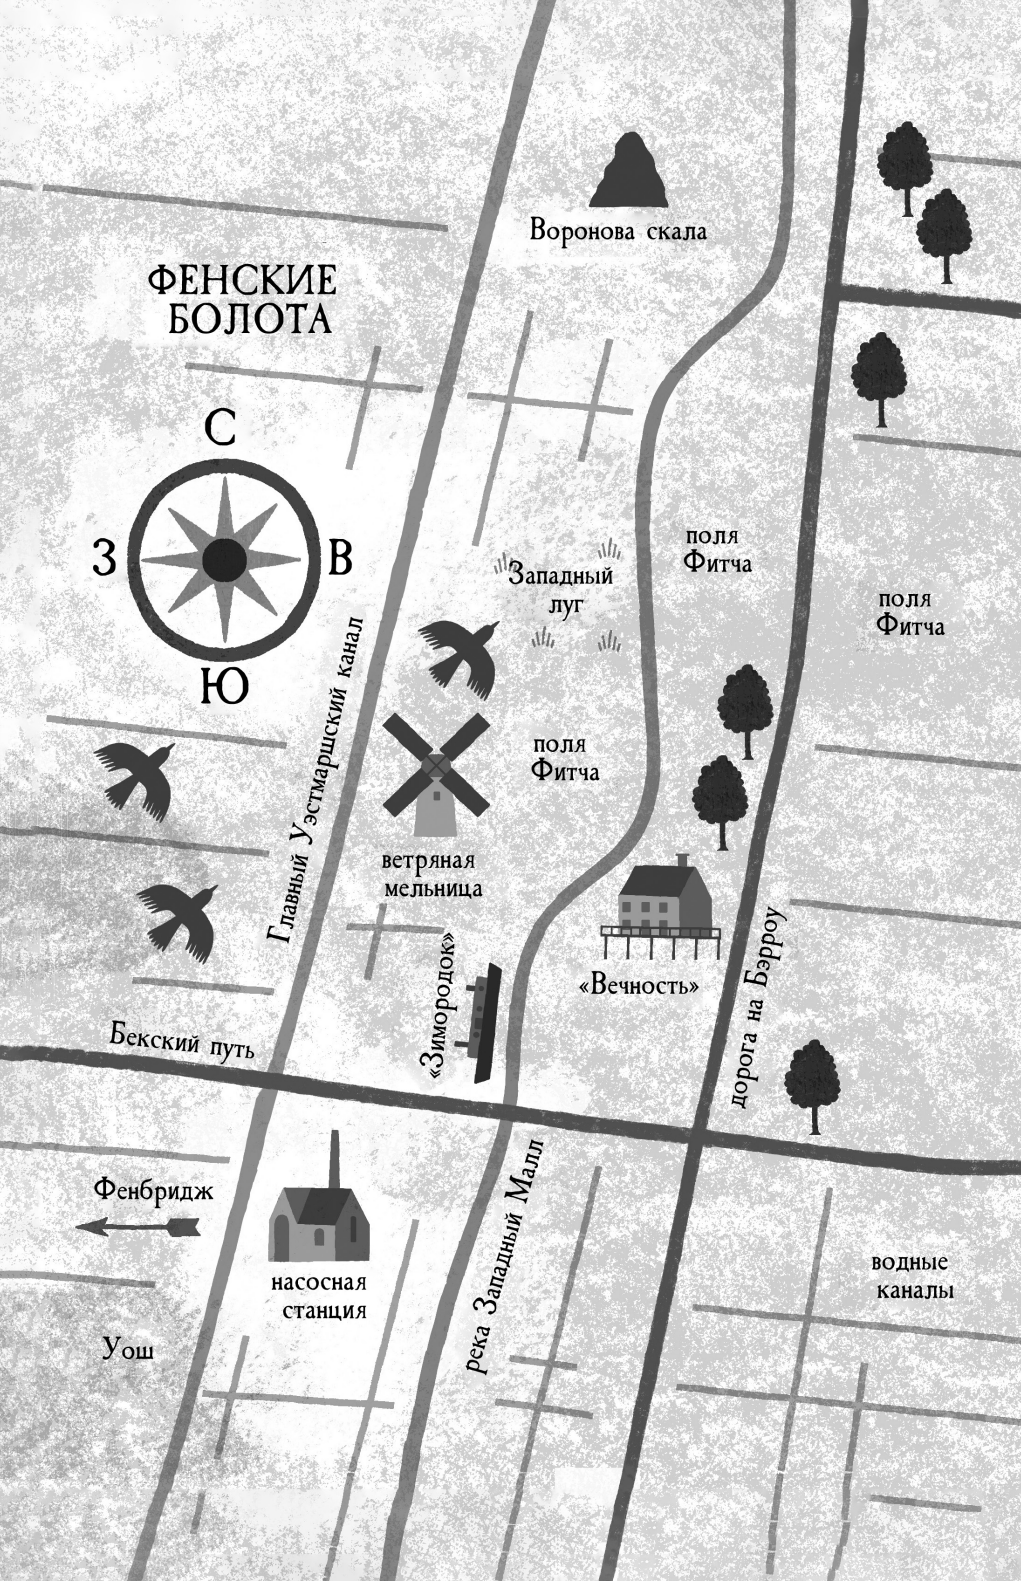 Воронова скала
ФЕНСКИЕ
БОЛОТА
С
З
В
Ю
поля
Фитча
Западный
луг
поля
Фитча
Главный Уэстмаршский канал
поля
Фитча
ветряная
мельница
«Зимородок»
«Вечность»
дорога на Бэрроу
Бекский путь
Фенбридж
река Западный Малл
насосная
станция
водные
каналы
Уош